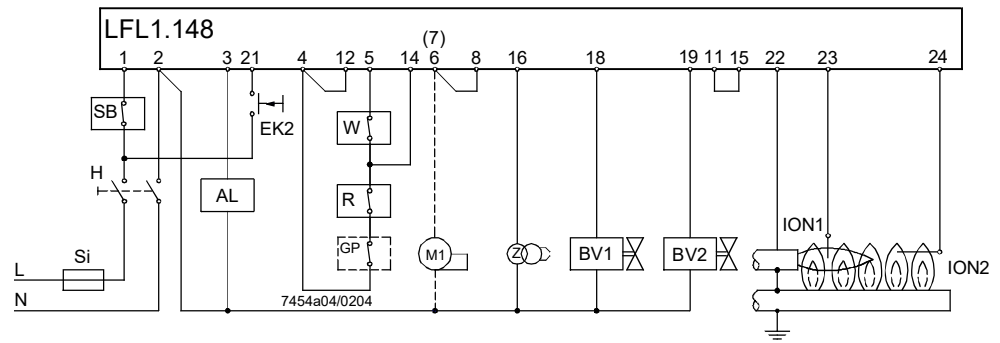 LFL1.148
(7)
1 2 3 21 4 12 5 14 6 8 16 18 19 11 15 22 23 24
SB
EK2
W
H
AL
R
ION1
GP
M1
Z
BV1
BV2
ION2
Si
L
N
7454a04/0204